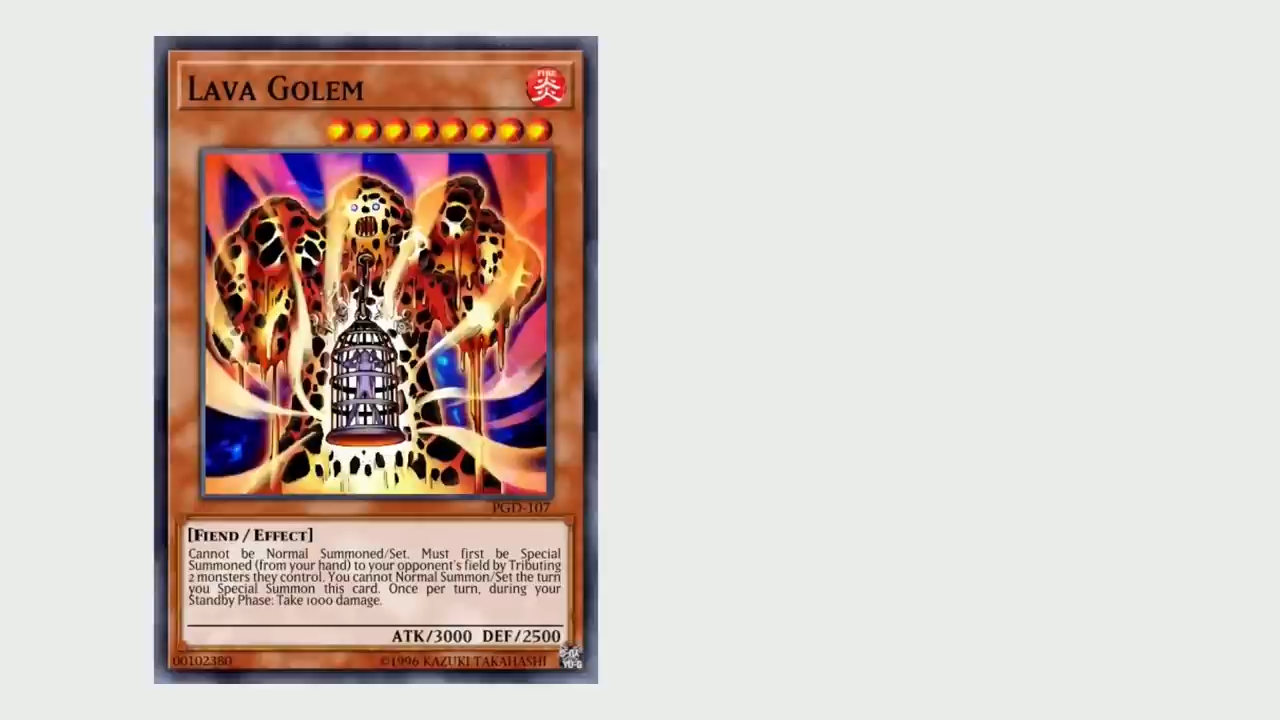 LAVA GOLEM
FIRE
炎
PGD-107
[FIEND / EFFECT]
Cannot be Normal Summoned/Set. Must first be Special
Summoned (from your hand) to your opponent's field by Tributing
2 monsters they control. You cannot Normal Summon/Set the turn
you Special Summon this card. Once per turn, during your
Standby Phase: Take 1000 damage.
ATK/3000 DEF/2500
00102380
©1996 KAZUKI TAKAHASHI